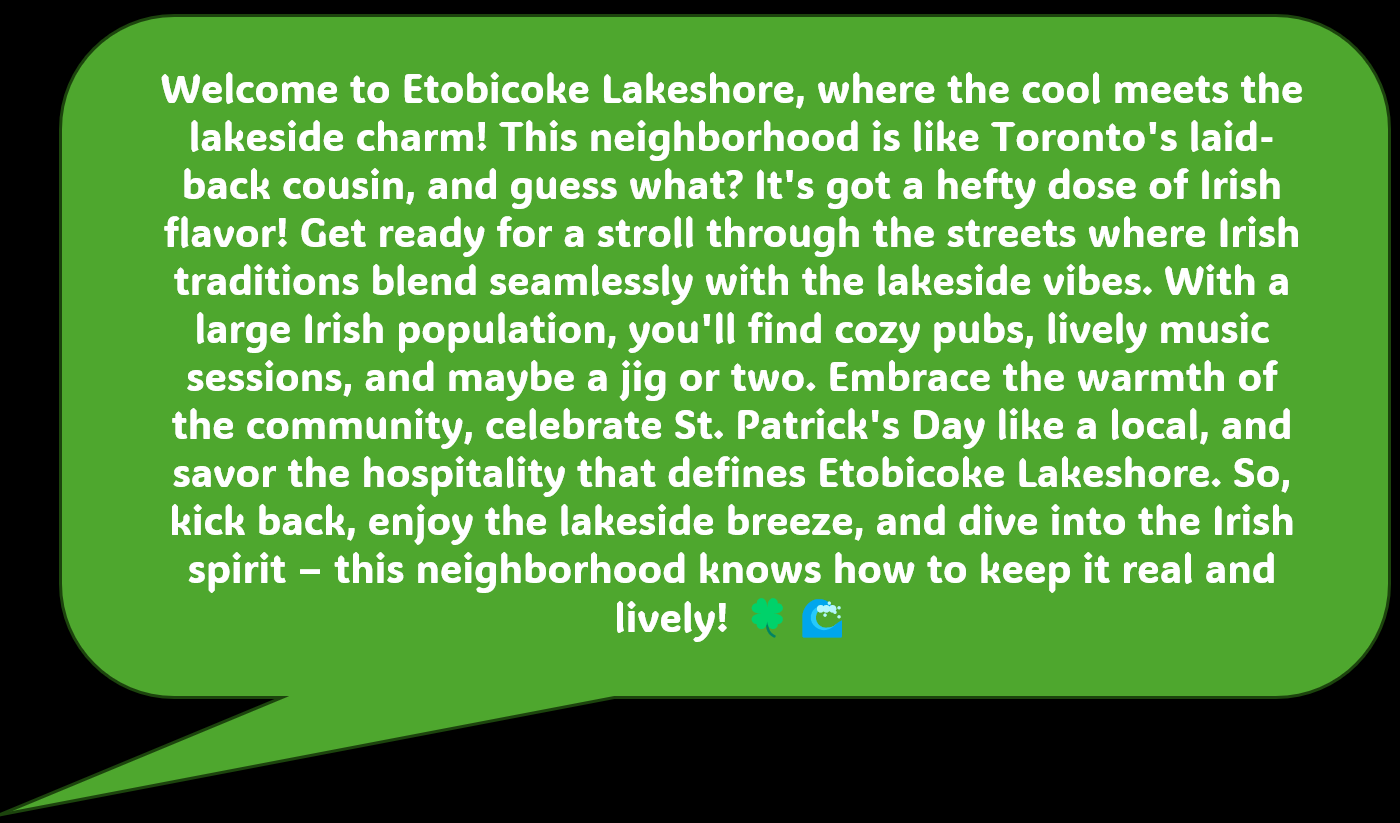 Welcome to Etobicoke Lakeshore, where the cool meets the
lakeside charm! This neighborhood is like Toronto's laid-
back cousin, and guess what? It's got a hefty dose of Irish
flavor! Get ready for a stroll through the streets where Irish
traditions blend seamlessly with the lakeside vibes. With a
large Irish population, you'll find cozy pubs, lively music
sessions, and maybe a jig or two. Embrace the warmth of
the community, celebrate St. Patrick's Day like a local, and
savor the hospitality that defines Etobicoke Lakeshore. So,
kick back, enjoy the lakeside breeze, and dive into the Irish
spirit – this neighborhood knows how to keep it real and
lively! 🍀 🌊